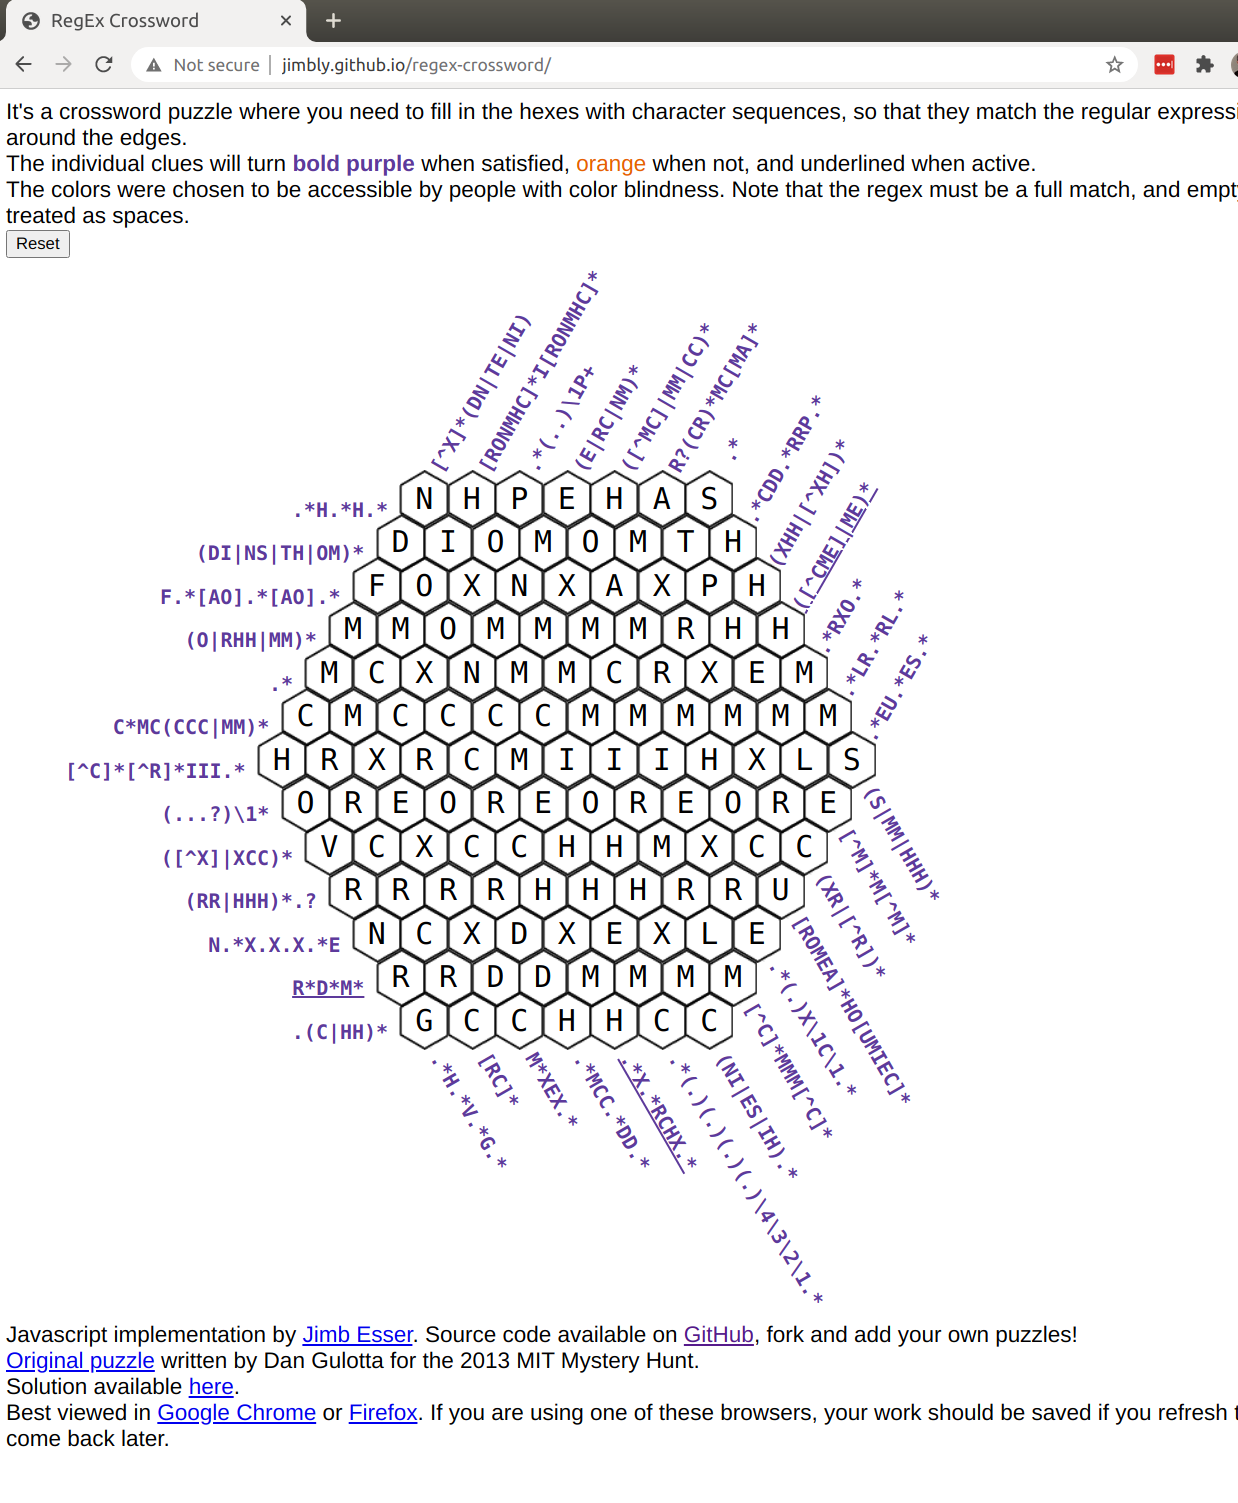 RegEx Crossword
Not secure | jimbly.github.io/regex-crossword/
It's a crossword puzzle where you need to fill in the hexes with character sequences, so that they match the regular expressi
around the edges.
The individual clues will turn bold purple when satisfied, orange when not, and underlined when active.
The colors were chosen to be accessible by people with color blindness. Note that the regex must be a full match, and empty
treated as spaces.
Reset
[^X]*(DN|TE|NI)
[RONMHC]*I[RONMHC]*
.*(..)\1P+
(E|RC|NM)*
([^MC]|MM|CC)*
R?(CR)*MC[MA]*
.*
.*CDD.*RRP.*
(XHH|[^XH])*
([^CME]|ME)*
.*RXO.*
.*LR.*RL.*
.*EU.*ES.*
.*H.*H.* N H P E H A S
(DI|NS|TH|OM)* D I O M O M T H
F.*[AO].*[AO].* F O X N X A X P H
(O|RHH|MM)* M M O M M M M R H H
.* M C X N M M C R X E M
C*MC(CCC|MM)* C M C C C C M M M M M M
[^C]*[^R]*III.* H R X R C M I I I H X L S
(...?)\1* O R E O R E O R E O R E
([^X]|XCC)* V C X C C H H M X C C
(RR|HHH)*.? R R R R H H H R R U
N.*X.X.X.*E N C X D X E X L E
R*D*M* R R D D M M M M
.(C|HH)* G C C H H C C
(S|MM|HHH)*
[^M]*M[^M]*
(XR|[^R])*
[ROMEA]*HO[UMIEC]*
.*(.)X\1C\1.*
[^C]*MMM[^C]*
(NI|ES|IH).*
.*(.)(.)(.)(.)\4\3\2\1.*
.*X.*RCHX.*
.*MCC.*DD.*
M*XEX.*
[RC]*
.*H.*V.*G.*
Javascript implementation by Jimb Esser. Source code available on GitHub, fork and add your own puzzles!
Original puzzle written by Dan Gulotta for the 2013 MIT Mystery Hunt.
Solution available here.
Best viewed in Google Chrome or Firefox. If you are using one of these browsers, your work should be saved if you refresh t
come back later.